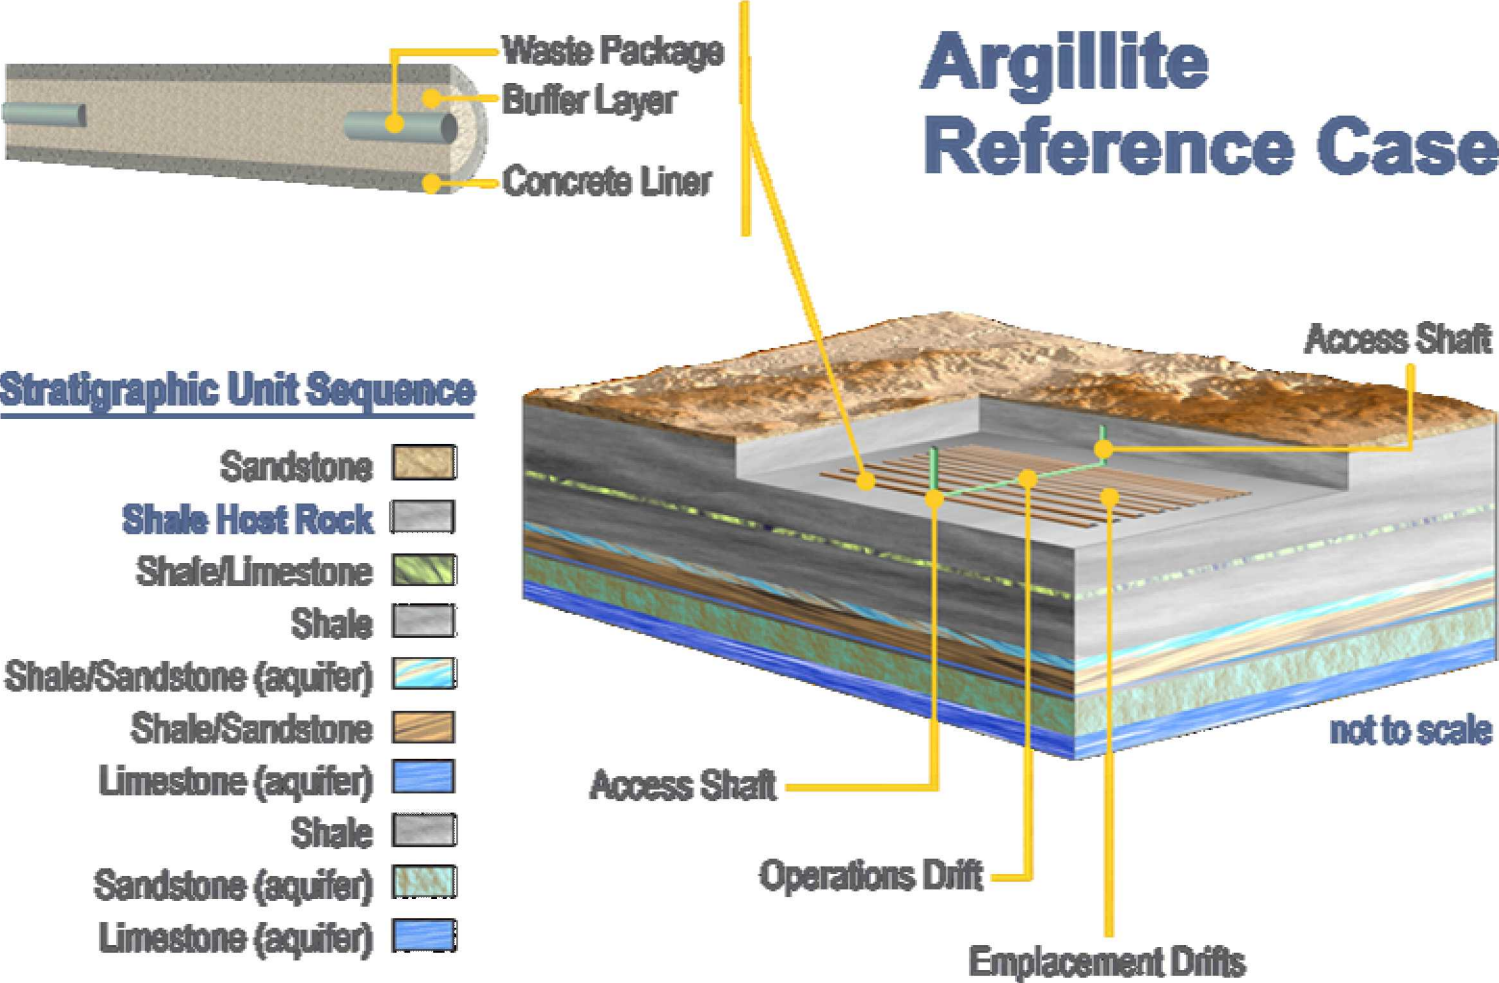 Argillite
Reference Case
Waste Package
Buffer Layer
Concrete Liner
Access Shaft
Stratigraphic Unit Sequence
Sandstone
Shale Host Rock
Shale/Limestone
Shale
Shale/Sandstone (aquifer)
Shale/Sandstone
Limestone (aquifer)
Shale
Sandstone (aquifer)
Limestone (aquifer)
not to scale
Access Shaft
Operations Drift
Emplacement Drifts